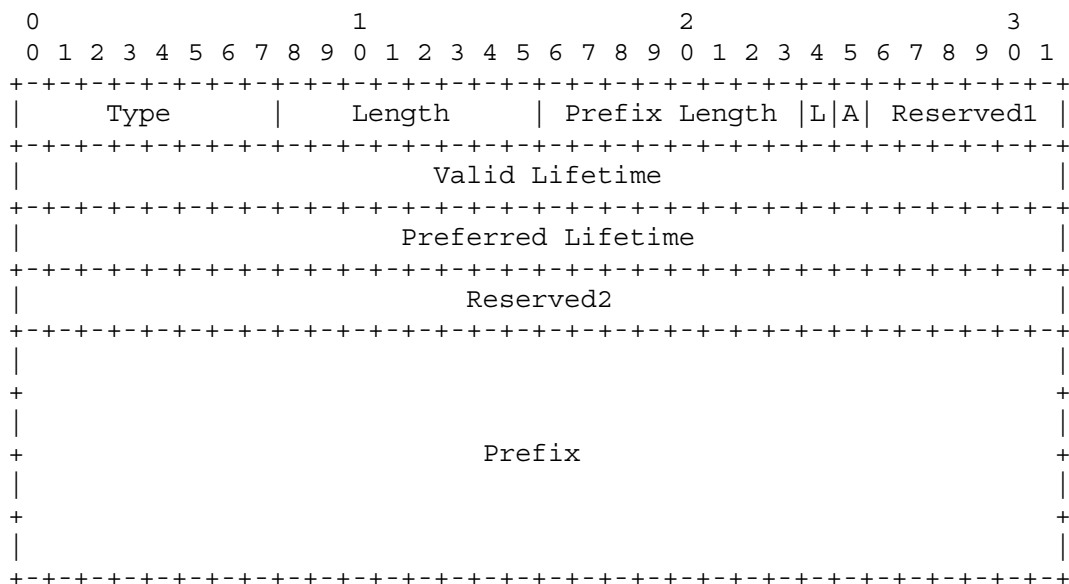 0                   1                   2                   3
 0 1 2 3 4 5 6 7 8 9 0 1 2 3 4 5 6 7 8 9 0 1 2 3 4 5 6 7 8 9 0 1
+-+-+-+-+-+-+-+-+-+-+-+-+-+-+-+-+-+-+-+-+-+-+-+-+-+-+-+-+-+-+-+-+
|     Type      |    Length     | Prefix Length |L|A| Reserved1 |
+-+-+-+-+-+-+-+-+-+-+-+-+-+-+-+-+-+-+-+-+-+-+-+-+-+-+-+-+-+-+-+-+
|                         Valid Lifetime                        |
+-+-+-+-+-+-+-+-+-+-+-+-+-+-+-+-+-+-+-+-+-+-+-+-+-+-+-+-+-+-+-+-+
|                       Preferred Lifetime                      |
+-+-+-+-+-+-+-+-+-+-+-+-+-+-+-+-+-+-+-+-+-+-+-+-+-+-+-+-+-+-+-+-+
|                           Reserved2                           |
+-+-+-+-+-+-+-+-+-+-+-+-+-+-+-+-+-+-+-+-+-+-+-+-+-+-+-+-+-+-+-+-+
|                                                               |
+                                                               +
|                                                               |
+                            Prefix                             +
|                                                               |
+                                                               +
|                                                               |
+-+-+-+-+-+-+-+-+-+-+-+-+-+-+-+-+-+-+-+-+-+-+-+-+-+-+-+-+-+-+-+-+